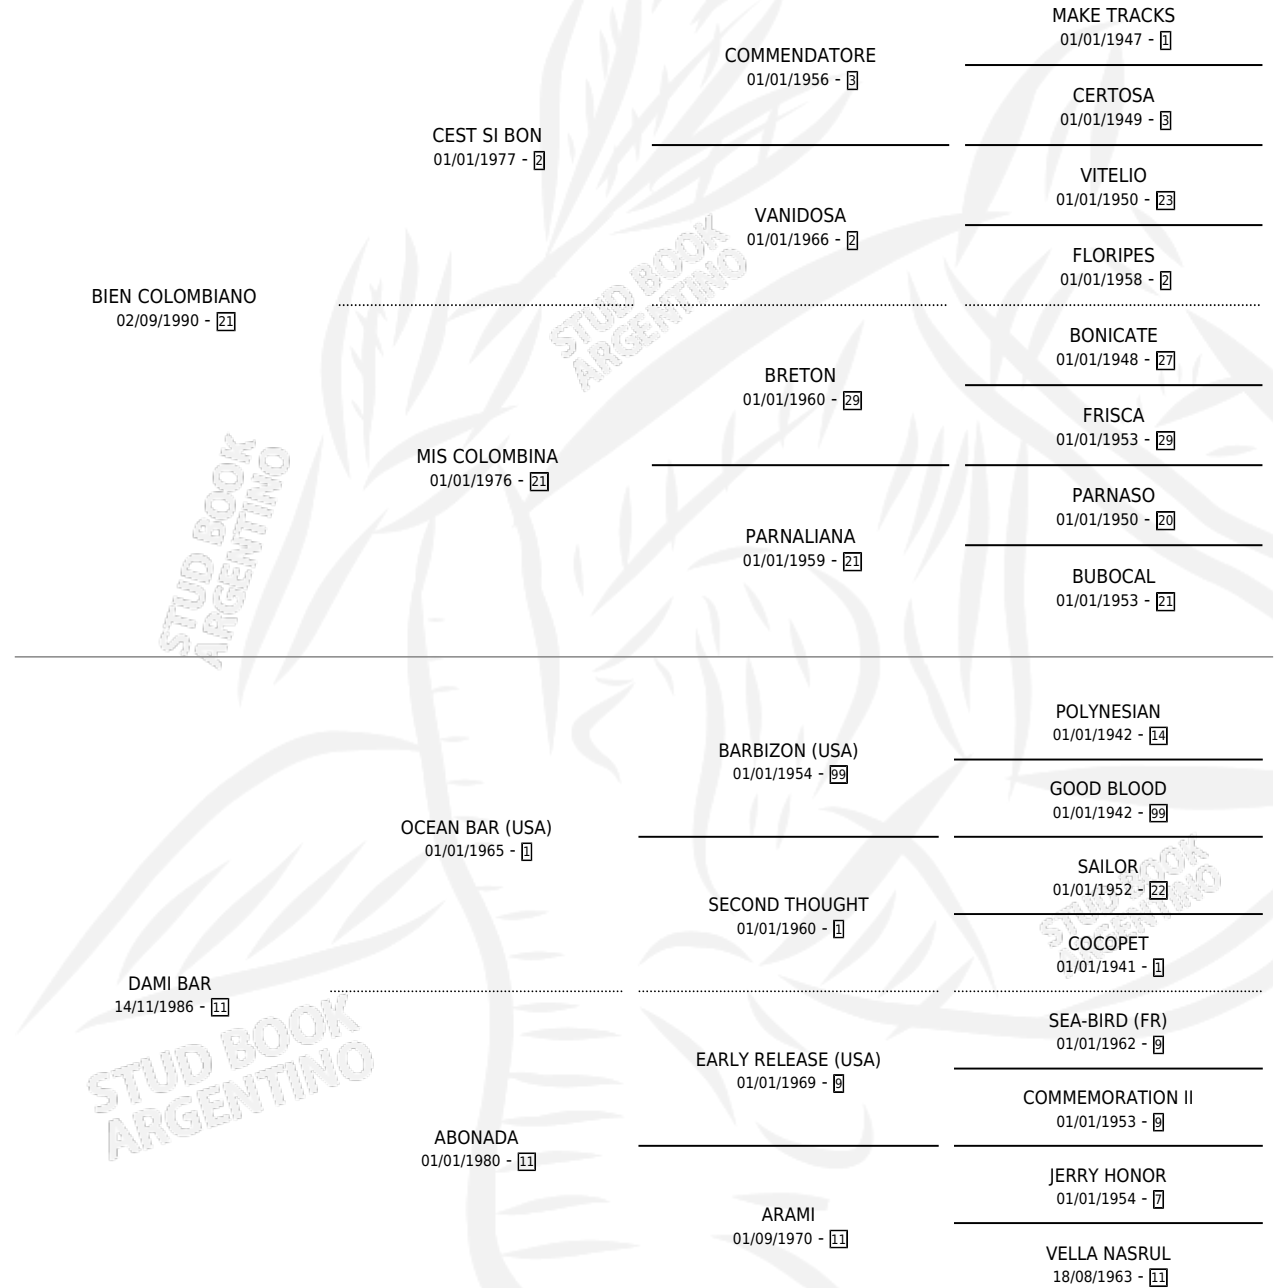 MAKE TRACKS
01/01/1947 - 1
COMMENDATORE
01/01/1956 - 3
CERTOSA
01/01/1949 - 3
CEST SI BON
01/01/1977 - 2
VITELIO
01/01/1950 - 23
VANIDOSA
01/01/1966 - 2
FLORIPES
01/01/1958 - 2
BIEN COLOMBIANO
02/09/1990 - 21
BONICATE
01/01/1948 - 27
BRETON
01/01/1960 - 29
FRISCA
01/01/1953 - 29
MIS COLOMBINA
01/01/1976 - 21
PARNASO
01/01/1950 - 20
PARNALIANA
01/01/1959 - 21
BUBOCAL
01/01/1953 - 21
STUD BOOK
ARGENTINO
STUD BOOK
ARGENTINO
POLYNESIAN
01/01/1942 - 14
BARBIZON (USA)
01/01/1954 - 99
GOOD BLOOD
01/01/1942 - 99
OCEAN BAR (USA)
01/01/1965 - 1
SAILOR
01/01/1952 - 22
SECOND THOUGHT
01/01/1960 - 1
COCOPET
01/01/1941 - 1
DAMI BAR
14/11/1986 - 11
SEA-BIRD (FR)
01/01/1962 - 9
EARLY RELEASE (USA)
01/01/1969 - 9
COMMEMORATION II
01/01/1953 - 9
ABONADA
01/01/1980 - 11
JERRY HONOR
01/01/1954 - 7
ARAMI
01/09/1970 - 11
VELLA NASRUL
18/08/1963 - 11
STUD BOOK
ARGENTINO
STUD BOOK
ARGENTINO